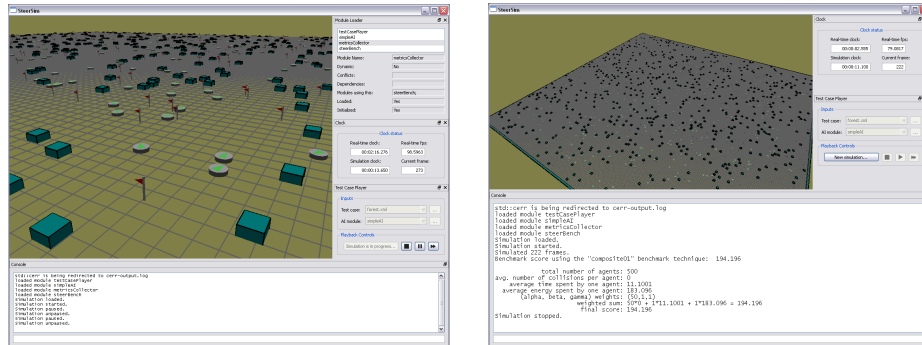 SteerSim
Module Loader
testCasePlayer
simpleAI
metricsCollector
steerBench
Module Name: metricsCollector
Dynamic: No
Conflicts:
Dependences:
Modules using this: steerBench;
Loaded: Yes
Initialized: Yes
Clock
Clock status
Real-time clock: Real-time fps:
00:02:16.276 98.5963
Simulation clock: Current frame:
00:00:13.650 273
Test Case Player
Inputs
Test case: forest.xml ...
AI module: simpleAI ...
Playback Controls
Simulation is in progress...
Console
std::cerr is being redirected to cerr-output.log
loaded module testCasePlayer
loaded module simpleAI
loaded module metricsCollector
loaded module steerBench
Simulation loaded.
Simulation started.
Simulation paused.
Simulation unpaused.
Simulation paused.
Simulation unpaused.
SteerSim
Clock
Clock status
Real-time clock: Real-time fps:
00:00:02.595 79.0817
Simulation clock: Current frame:
00:00:11.100 222
Test Case Player
Inputs
Test case: forest.xml ...
AI module: simpleAI ...
Playback Controls
New simulation...
Console
std::cerr is being redirected to cerr-output.log
loaded module testCasePlayer
loaded module simpleAI
loaded module metricsCollector
loaded module steerBench
Simulation loaded.
Simulation started.
Simulated 222 frames.
Benchmark score using the "composite01" benchmark technique: 194.196
total number of agents: 500
avg. number of collisions per agent: 0
average time spent by one agent: 11.1001
average energy spent by one agent: 183.096
(alpha, beta, gamma) weights: (50,1,1)
weighted sum: 50*0 + 1*11.1001 + 1*183.096 = 194.196
final score: 194.196
Simulation stopped.